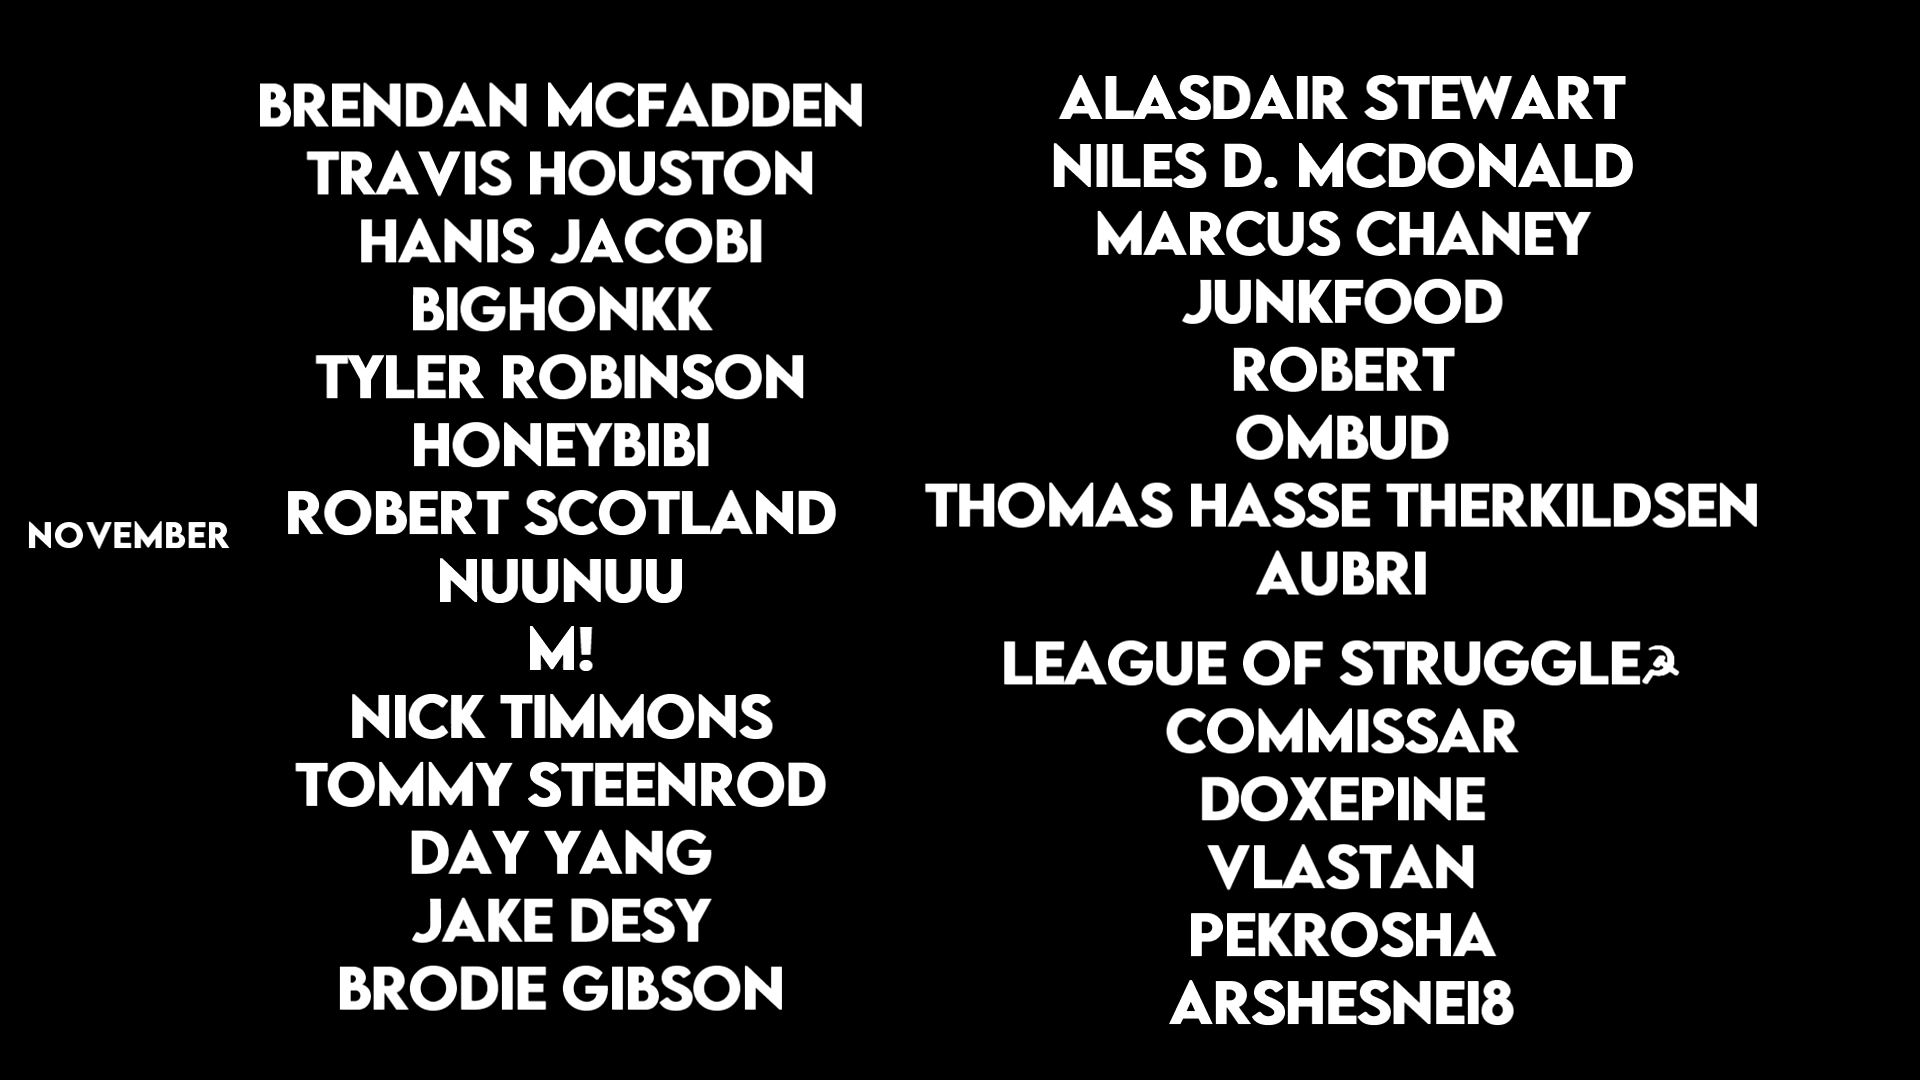 NOVEMBER
BRENDAN MCFADDEN
TRAVIS HOUSTON
HANIS JACOBI
BIGHONKK
TYLER ROBINSON
HONEYBIBI
ROBERT SCOTLAND
NUUNUU
M!
NICK TIMMONS
TOMMY STEENROD
DAY YANG
JAKE DESY
BRODIE GIBSON
ALASDAIR STEWART
NILES D. MCDONALD
MARCUS CHANEY
JUNKFOOD
ROBERT
OMBUD
THOMAS HASSE THERKILDSEN
AUBRI
LEAGUE OF STRUGGLE☭
COMMISSAR
DOXEPINE
VLASTAN
PEKROSHA
ARSHESNEI8